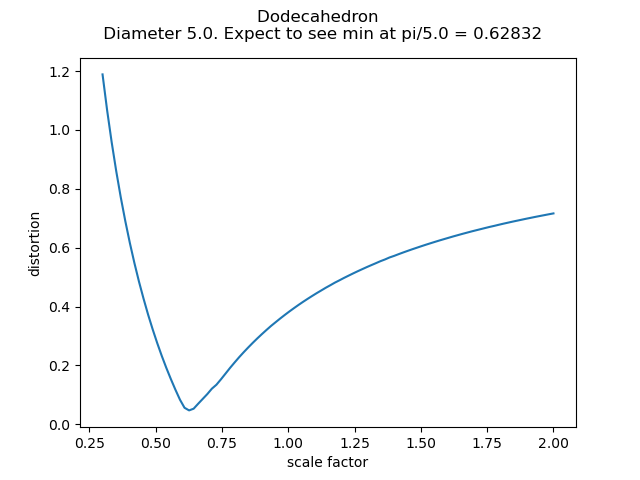 Dodecahedron
Diameter 5.0. Expect to see min at pi/5.0 = 0.62832
1.2
1.0
0.8
0.6
0.4
0.2
0.0
distortion
0.25 0.50 0.75 1.00 1.25 1.50 1.75 2.00
scale factor